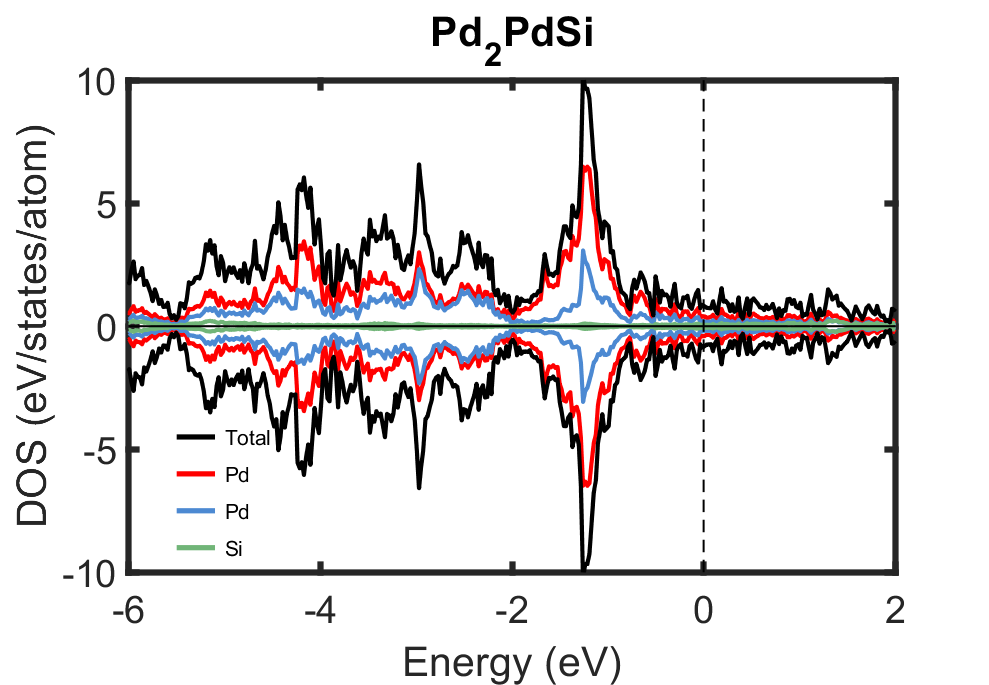 Pd2PdSi
DOS (eV/states/atom)
10
5
0
-5
-10
Total
Pd
Pd
Si
-6 -4 -2 0 2
Energy (eV)